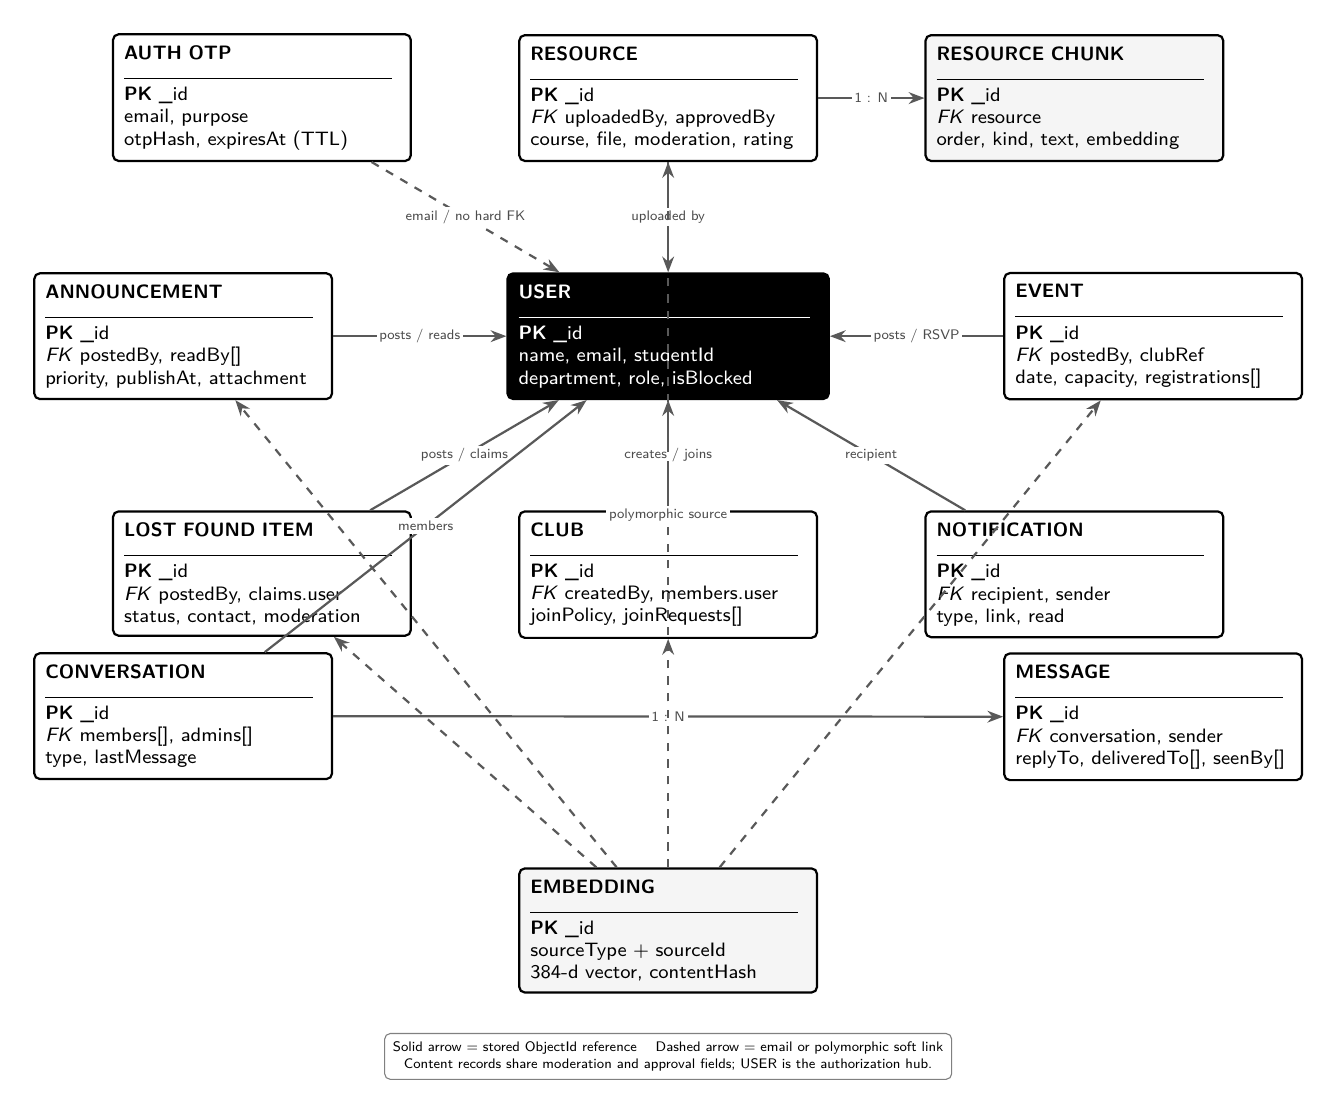 AUTH OTP
PK _id
email, purpose
otpHash, expiresAt (TTL)
RESOURCE
PK _id
FK uploadedBy, approvedBy
course, file, moderation, rating
1 : N
RESOURCE CHUNK
PK _id
FK resource
order, kind, text, embedding
email / no hard FK
uploaded by
ANNOUNCEMENT
PK _id
FK postedBy, readBy[]
priority, publishAt, attachment
posts / reads
USER
PK _id
name, email, studentId
department, role, isBlocked
posts / RSVP
EVENT
PK _id
FK postedBy, clubRef
date, capacity, registrations[]
posts / claims
creates / joins
recipient
members
polymorphic source
LOST FOUND ITEM
PK _id
FK postedBy, claims.user
status, contact, moderation
CLUB
PK _id
FK createdBy, members.user
joinPolicy, joinRequests[]
NOTIFICATION
PK _id
FK recipient, sender
type, link, read
CONVERSATION
PK _id
FK members[], admins[]
type, lastMessage
1 : N
MESSAGE
PK _id
FK conversation, sender
replyTo, deliveredTo[], seenBy[]
EMBEDDING
PK _id
sourceType + sourceId
384-d vector, contentHash
Solid arrow = stored ObjectId reference Dashed arrow = email or polymorphic soft link
Content records share moderation and approval fields; USER is the authorization hub.